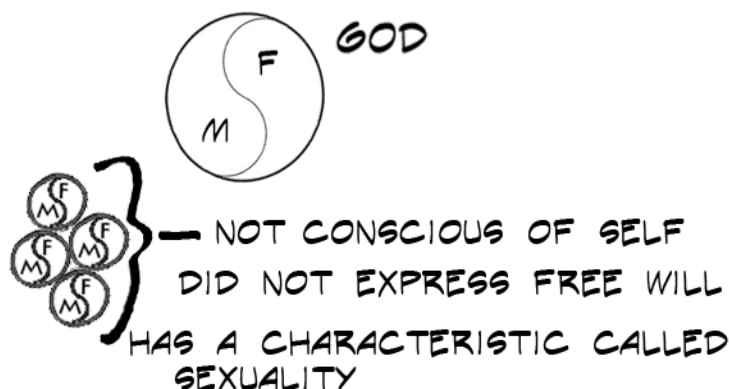 GOD
F
M
F
M
F
M
F
M
F
M
NOT CONSCIOUS OF SELF
DID NOT EXPRESS FREE WILL
HAS A CHARACTERISTIC CALLED
SEXUALITY